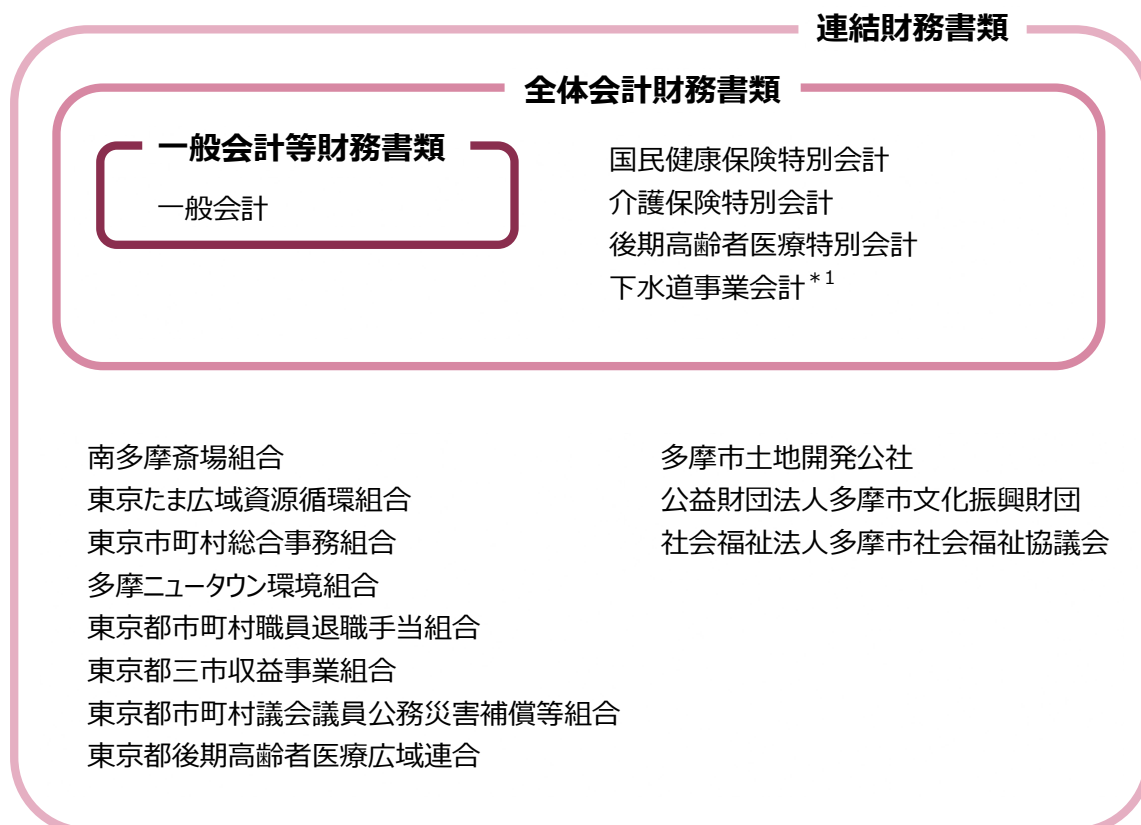 連結財務書類
全体会計財務書類
一般会計等財務書類
一般会計
国民健康保険特別会計
介護保険特別会計
後期高齢者医療特別会計
下水道事業会計*1
南多摩斎場組合
東京たま広域資源循環組合
東京市町村総合事務組合
多摩ニュータウン環境組合
東京都市町村職員退職手当組合
東京都三市収益事業組合
東京都市町村議会議員公務災害補償等組合
東京都後期高齢者医療広域連合
多摩市土地開発公社
公益財団法人多摩市文化振興財団
社会福祉法人多摩市社会福祉協議会